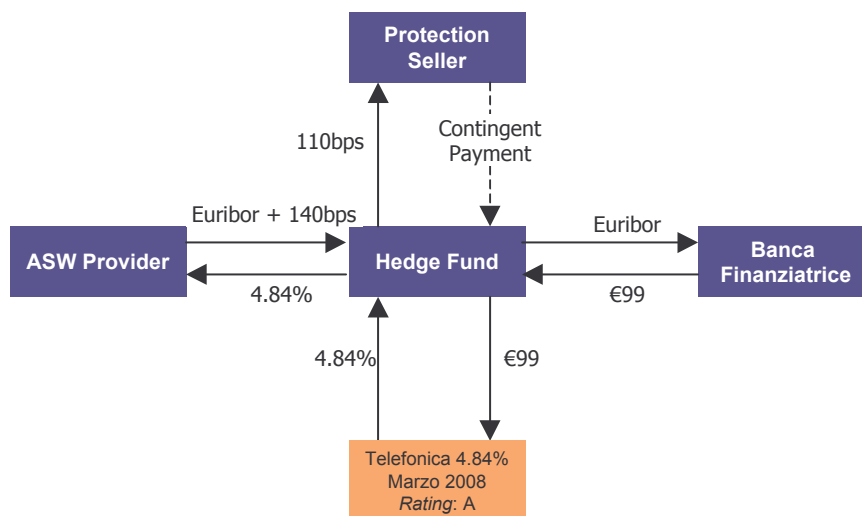 Protection
Seller
110bps
Contingent
Payment
Euribor + 140bps
Euribor
ASW Provider
Hedge Fund
Banca
Finanziatrice
4.84%
€99
4.84%
€99
Telefonica 4.84%
Marzo 2008
Rating: A